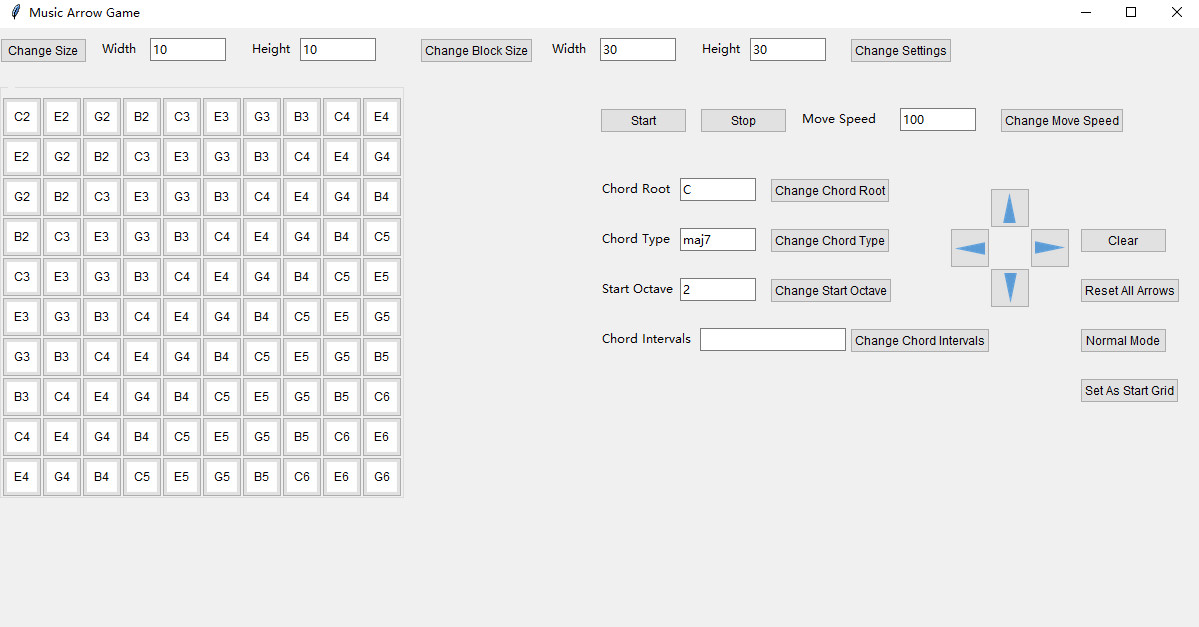 Music Arrow Game
Change Size Width 10 Height 10 Change Block Size Width 30 Height 30 Change Settings
C2 E2 G2 B2 C3 E3 G3 B3 C4 E4
E2 G2 B2 C3 E3 G3 B3 C4 E4 G4
G2 B2 C3 E3 G3 B3 C4 E4 G4 B4
B2 C3 E3 G3 B3 C4 E4 G4 B4 C5
C3 E3 G3 B3 C4 E4 G4 B4 C5 E5
E3 G3 B3 C4 E4 G4 B4 C5 E5 G5
G3 B3 C4 E4 G4 B4 C5 E5 G5 B5
B3 C4 E4 G4 B4 C5 E5 G5 B5 C6
C4 E4 G4 B4 C5 E5 G5 B5 C6 E6
E4 G4 B4 C5 E5 G5 B5 C6 E6 G6
Start Stop Move Speed 100 Change Move Speed
Chord Root C Change Chord Root
Chord Type maj7 Change Chord Type Clear
Start Octave 2 Change Start Octave Reset All Arrows
Chord Intervals Change Chord Intervals Normal Mode
Set As Start Grid